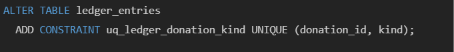 ALTER TABLE ledger_entries
  ADD CONSTRAINT uq_ledger_donation_kind UNIQUE (donation_id, kind);